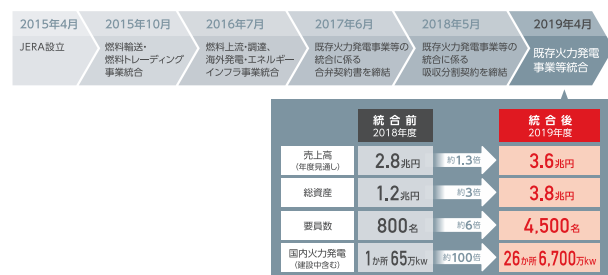 2015年4月
JERA設立
2015年10月
燃料輸送・
燃料トレーディング
事業統合
2016年7月
燃料上流・調達、
海外発電・エネルギー
インフラ事業統合
2017年6月
既存火力発電事業等の
統合に係る
合弁契約書を締結
2018年5月
既存火力発電事業等の
統合に係る
吸収分割契約を締結
2019年4月
既存火力発電
事業等統合
統合前
2018年度
統合後
2019年度
売上高
(年度見通し)
2.8兆円
約1.3倍
3.6兆円
総資産
1.2兆円
約3倍
3.8兆円
要員数
800名
約6倍
4,500名
国内火力発電
(建設中含む)
1か所 65万kw
約100倍
26か所 6,700万kw